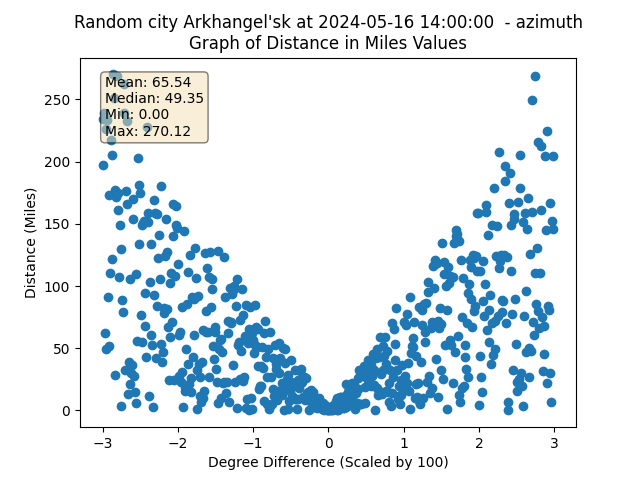 Random city Arkhangel'sk at 2024-05-16 14:00:00  - azimuth
Graph of Distance in Miles Values
Mean: 65.54
Median: 49.35
Min: 0.00
Max: 270.12
Distance (Miles)
250
200
150
100
50
0
−3 −2 −1 0 1 2 3
Degree Difference (Scaled by 100)